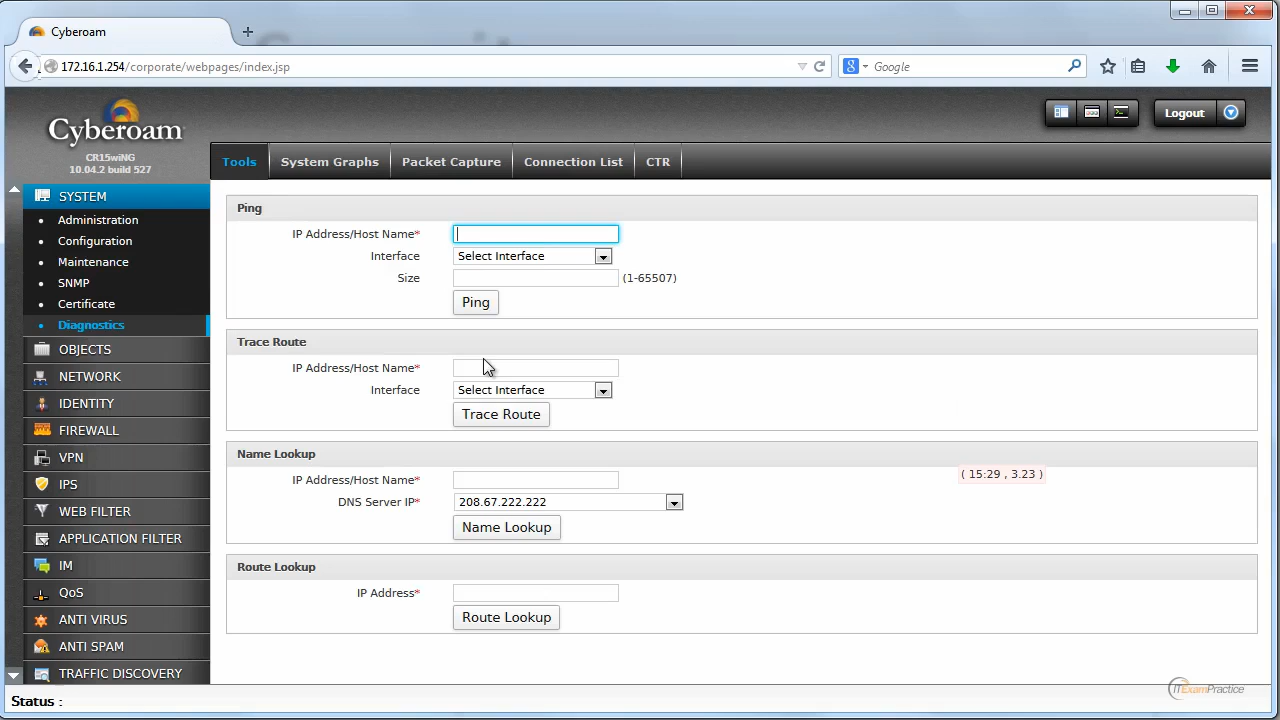 Cyberoam
172.16.1.254/corporate/webpages/index.jsp
Google
Cyberoam
CR15wiNG
10.04.2 build 527
Logout
Tools
System Graphs
Packet Capture
Connection List
CTR
SYSTEM
Administration
Configuration
Maintenance
SNMP
Certificate
Diagnostics
OBJECTS
NETWORK
IDENTITY
FIREWALL
VPN
IPS
WEB FILTER
APPLICATION FILTER
IM
QoS
ANTI VIRUS
ANTI SPAM
TRAFFIC DISCOVERY
Ping
IP Address/Host Name*
Interface Select Interface
Size (1-65507)
Ping
Trace Route
IP Address/Host Name*
Interface Select Interface
Trace Route
Name Lookup
IP Address/Host Name*
( 15:29 , 3.23 )
DNS Server IP* 208.67.222.222
Name Lookup
Route Lookup
IP Address*
Route Lookup
Status :
ITExamPractice